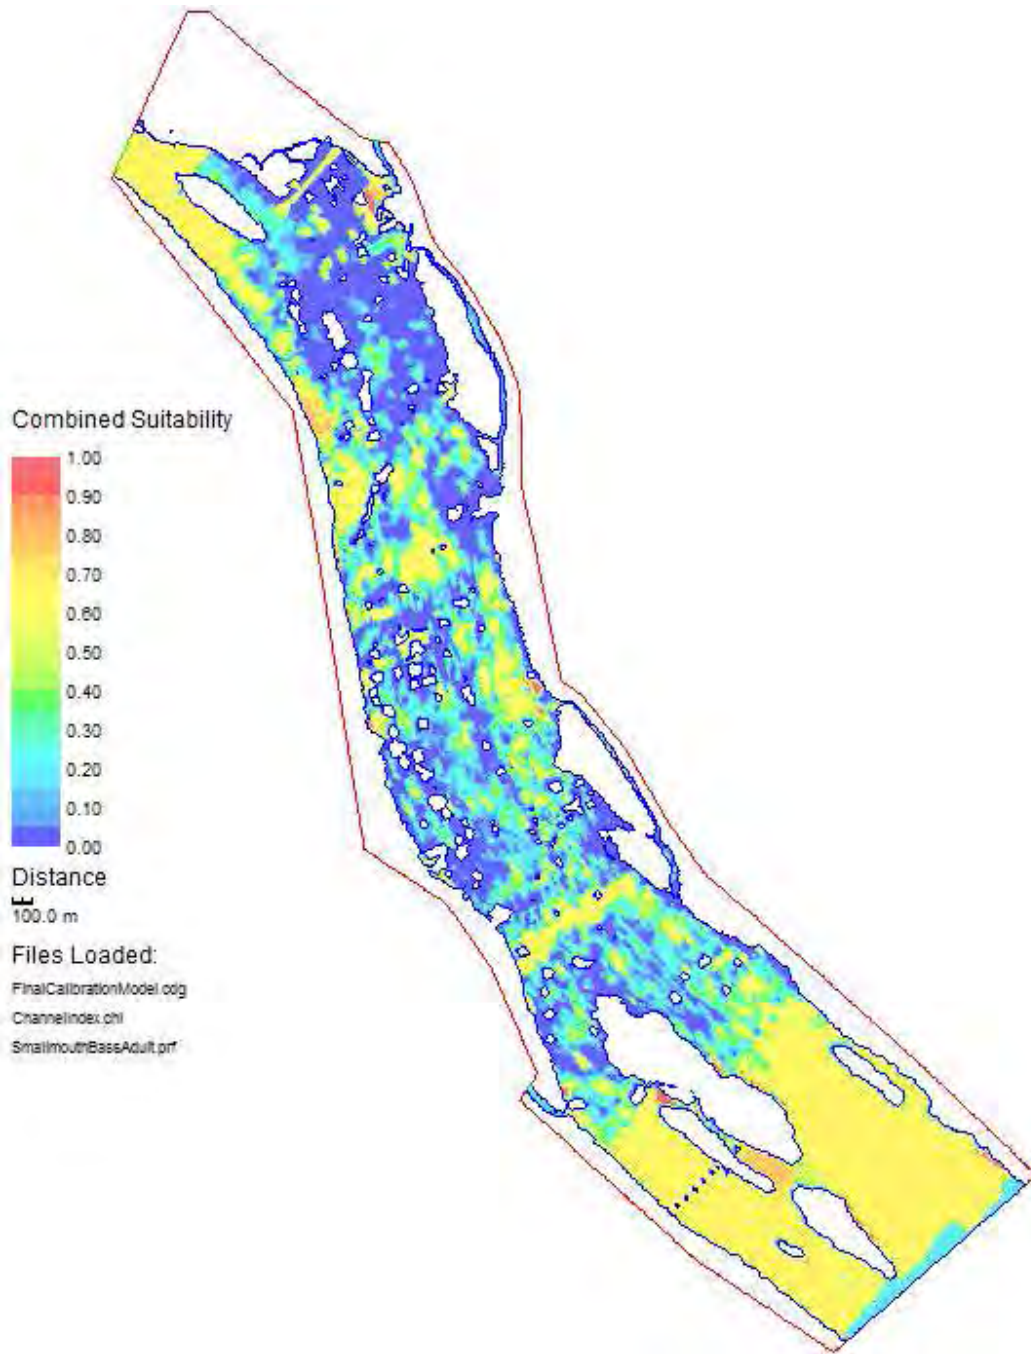 Combined Suitability
1.00
0.90
0.80
0.70
0.60
0.50
0.40
0.30
0.20
0.10
0.00
Distance
100.0 m
Files Loaded:
FinalCalibrationModel.cdg
ChannelIndex.chi
SmallmouthBassAdult.prf